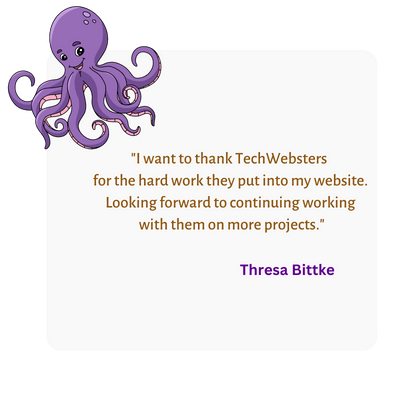 "I want to thank TechWebsters
for the hard work they put into my website.
Looking forward to continuing working
with them on more projects."
Thresa Bittke